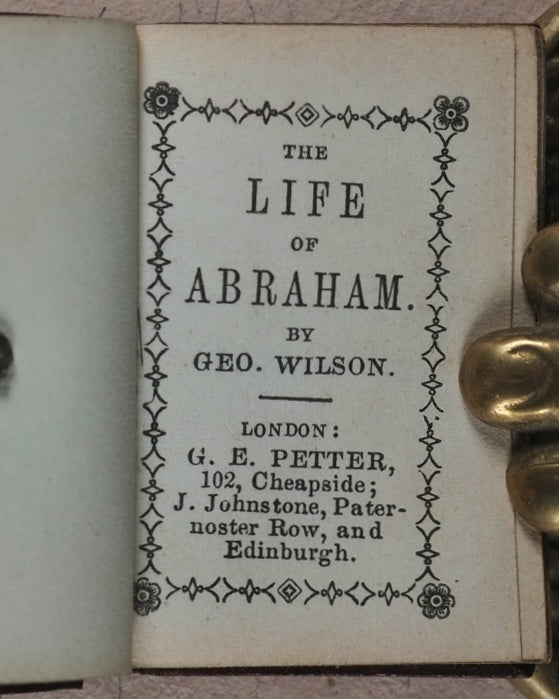 THE
LIFE
OF
ABRAHAM.
BY
GEO. WILSON.
LONDON:
G. E. PETTER,
102, Cheapside;
J. Johnstone, Pater-
noster Row, and
Edinburgh.